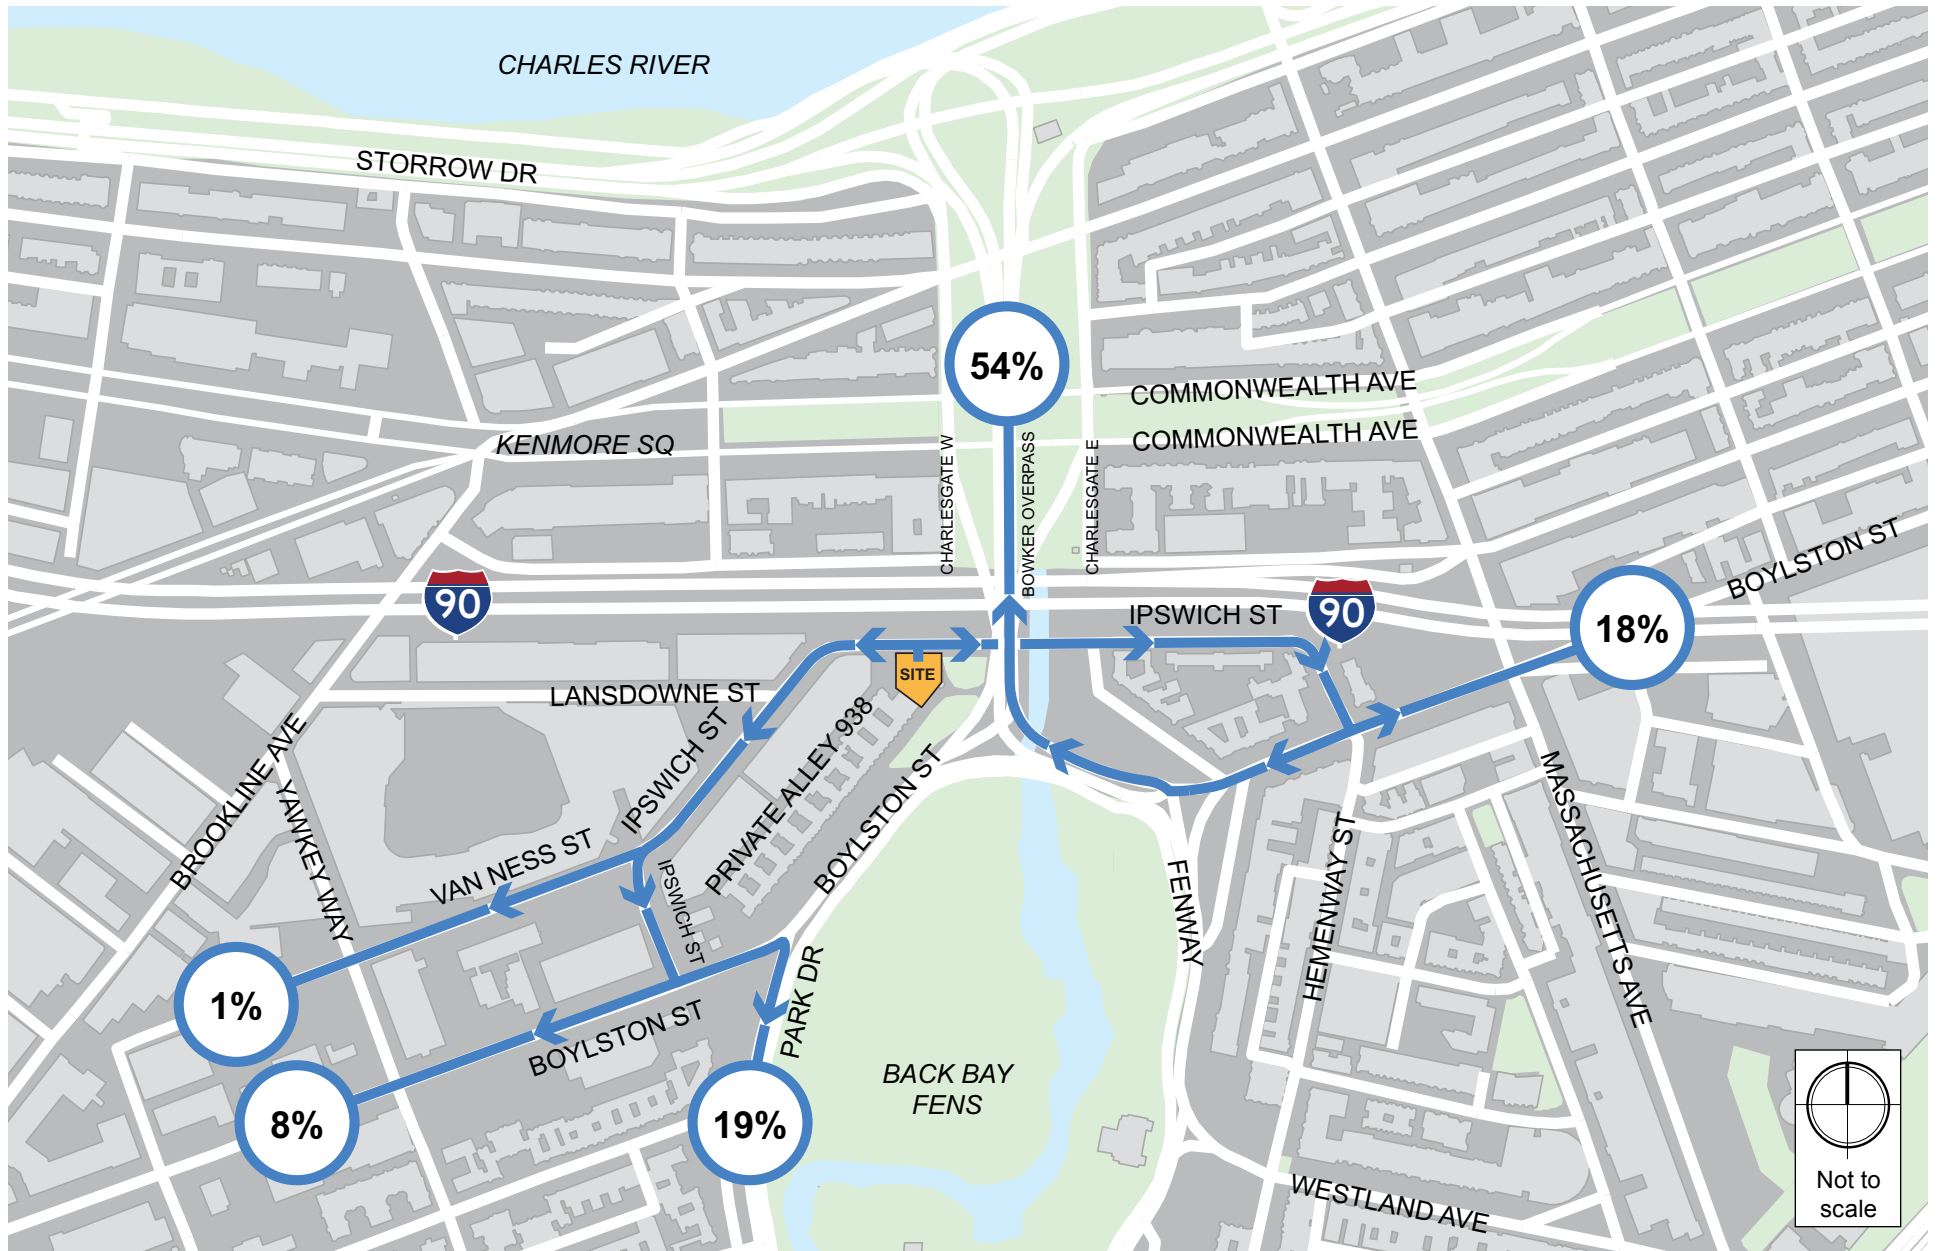 CHARLES RIVER
STORROW DR
54%
COMMONWEALTH AVE
COMMONWEALTH AVE
KENMORE SQ
CHARLESGATE W
BOWKER OVERPASS
CHARLESGATE E
BOYLSTON ST
90
IPSWICH ST
90
18%
SITE
LANSDOWNE ST
IPSWICH ST
PRIVATE ALLEY 938
BROOKLINE AVE
YAWKEY WAY
BOYLSTON ST
MASSACHUSETTS AVE
VAN NESS ST
IPSWICH ST
FENWAY
HEMENWAY ST
PARK DR
1%
BOYLSTON ST
8%
19%
BACK BAY
FENS
WESTLAND AVE
Not to
scale